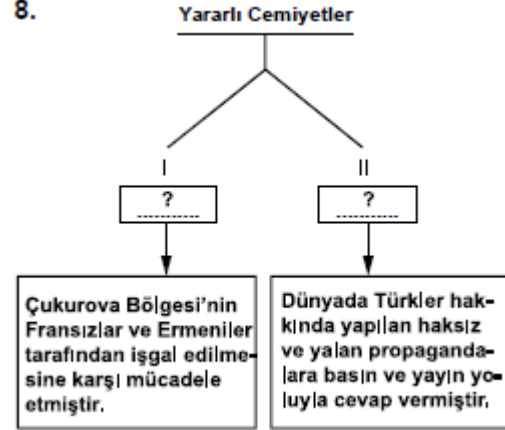 8.
Yararlı Cemiyetler
I
II
?
...........
?
...........
Çukurova Bölgesi'nin
Fransızlar ve Ermeniler
tarafından işgal edilme-
sine karşı mücadele
etmiştir.
Dünyada Türkler hak-
kında yapılan haksız
ve yalan propaganda-
lara basın ve yayın yo-
luyla cevap vermiştir.